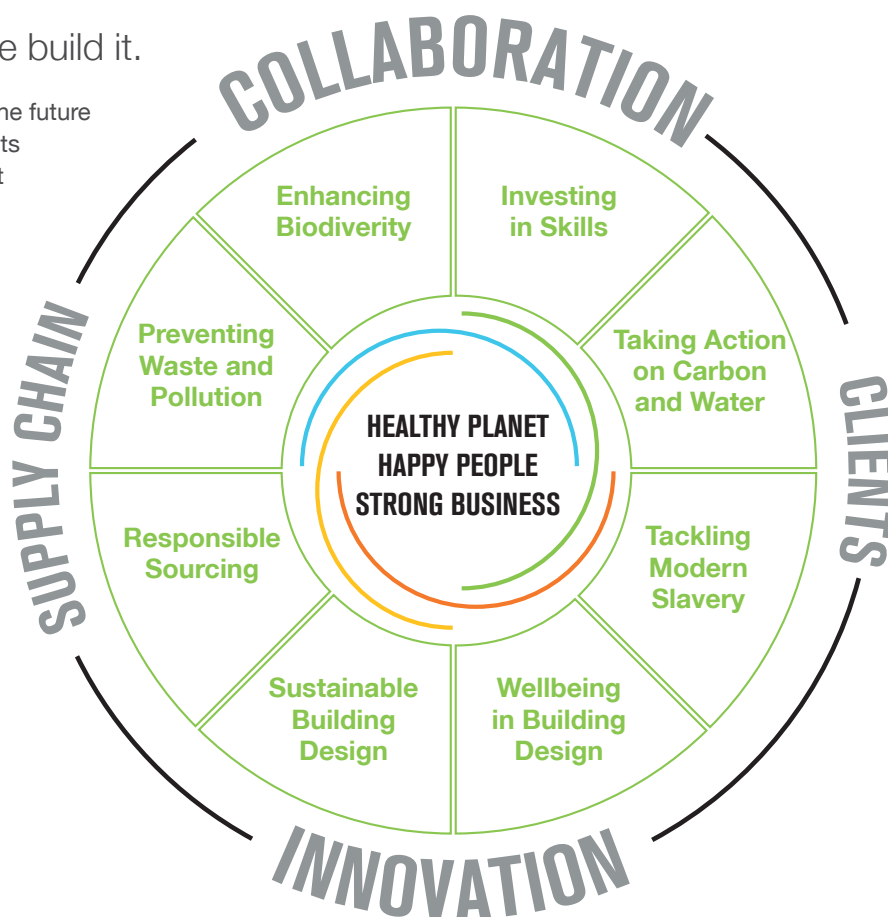 e build it.
ne future
ts
t
COLLABORATION
Enhancing
Biodiverity
Investing
in Skills
Preventing
Waste and
Pollution
Taking Action
on Carbon
and Water
SUPPLY CHAIN
HEALTHY PLANET
HAPPY PEOPLE
STRONG BUSINESS
CLIENTS
Responsible
Sourcing
Tackling
Modern
Slavery
Sustainable
Building
Design
Wellbeing
in Building
Design
INNOVATION